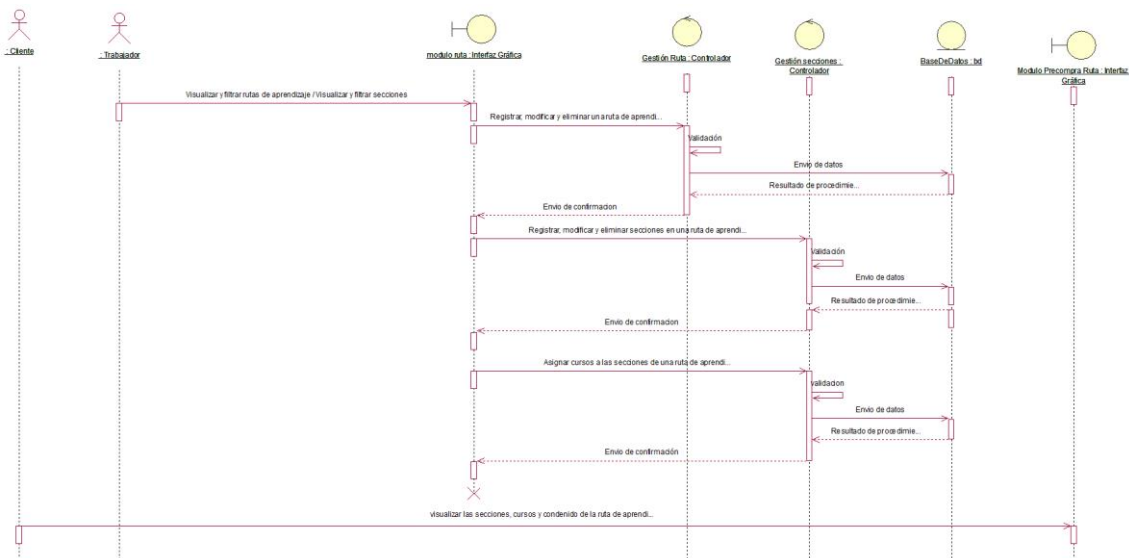 : Cliente
: Trabajador
modulo ruta : Interfaz Gráfica
Gestión Ruta : Controlador
Gestión secciones :
Controlador
BaseDeDatos : bd
Modulo Precompra Ruta : Interfaz
Gráfica
Visualizar y filtrar rutas de aprendizaje / Visualizar y filtrar secciones
Registrar, modificar y eliminar una ruta de aprendi...
Validación
Envio de datos
Resultado de procedimie...
Envio de confirmacion
Registrar, modificar y eliminar secciones en una ruta de aprendi...
Validación
Envio de datos
Resultado de procedimie...
Envio de confirmacion
Asignar cursos a las secciones de una ruta de aprendi...
Validacion
Envio de datos
Resultado de procedimie...
Envio de confirmación
visualizar las secciones, cursos y condenido de la ruta de aprendi...